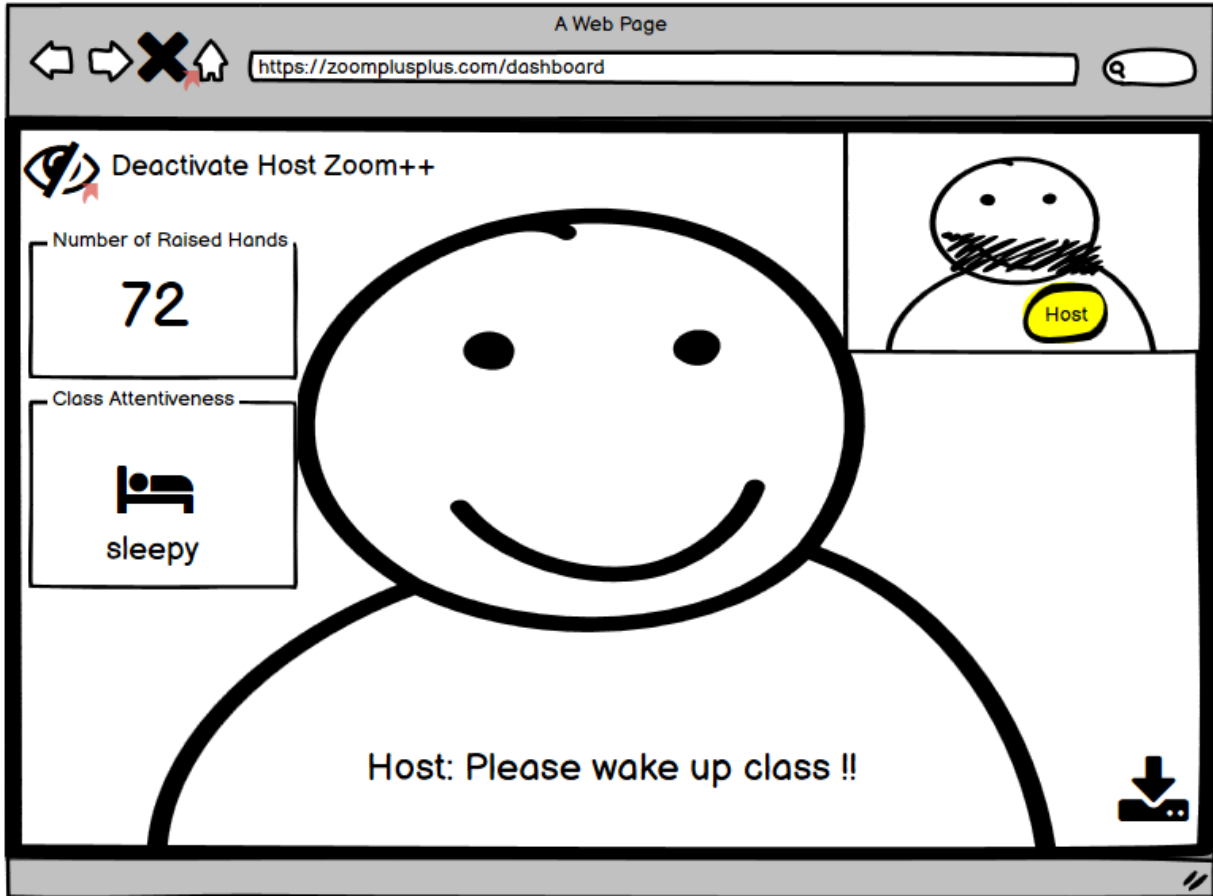 A Web Page
https://zoomplusplus.com/dashboard
Deactivate Host Zoom++
Number of Raised Hands
72
Class Attentiveness
sleepy
Host
Host: Please wake up class !!